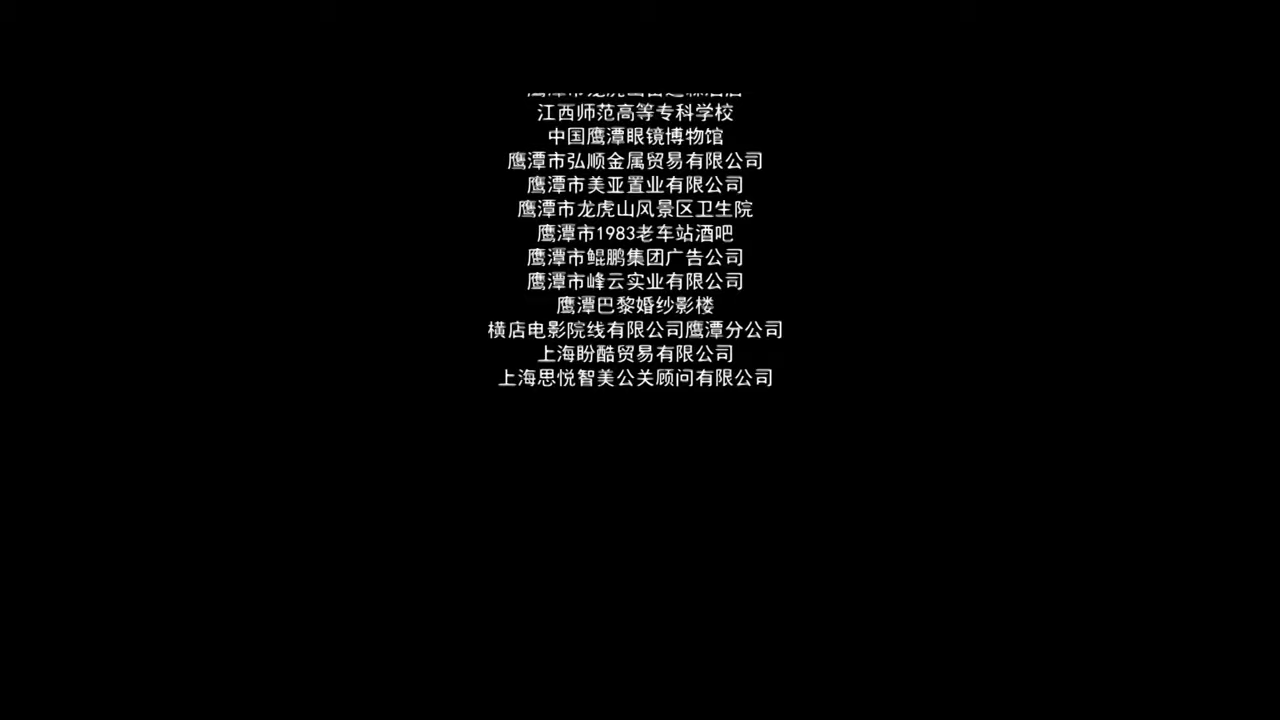 江西师范高等专科学校
中国鹰潭眼镜博物馆
鹰潭市弘顺金属贸易有限公司
鹰潭市美亚置业有限公司
鹰潭市龙虎山风景区卫生院
鹰潭市1983老车站酒吧
鹰潭市鲲鹏集团广告公司
鹰潭市峰云实业有限公司
鹰潭巴黎婚纱影楼
横店电影院线有限公司鹰潭分公司
上海盼酷贸易有限公司
上海思悦智美公关顾问有限公司